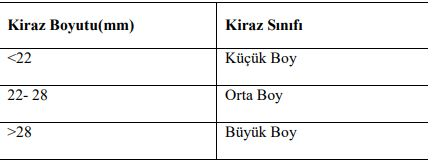 Kiraz Boyutu(mm) Kiraz Sınıfı
<22 Küçük Boy
22- 28 Orta Boy
>28 Büyük Boy